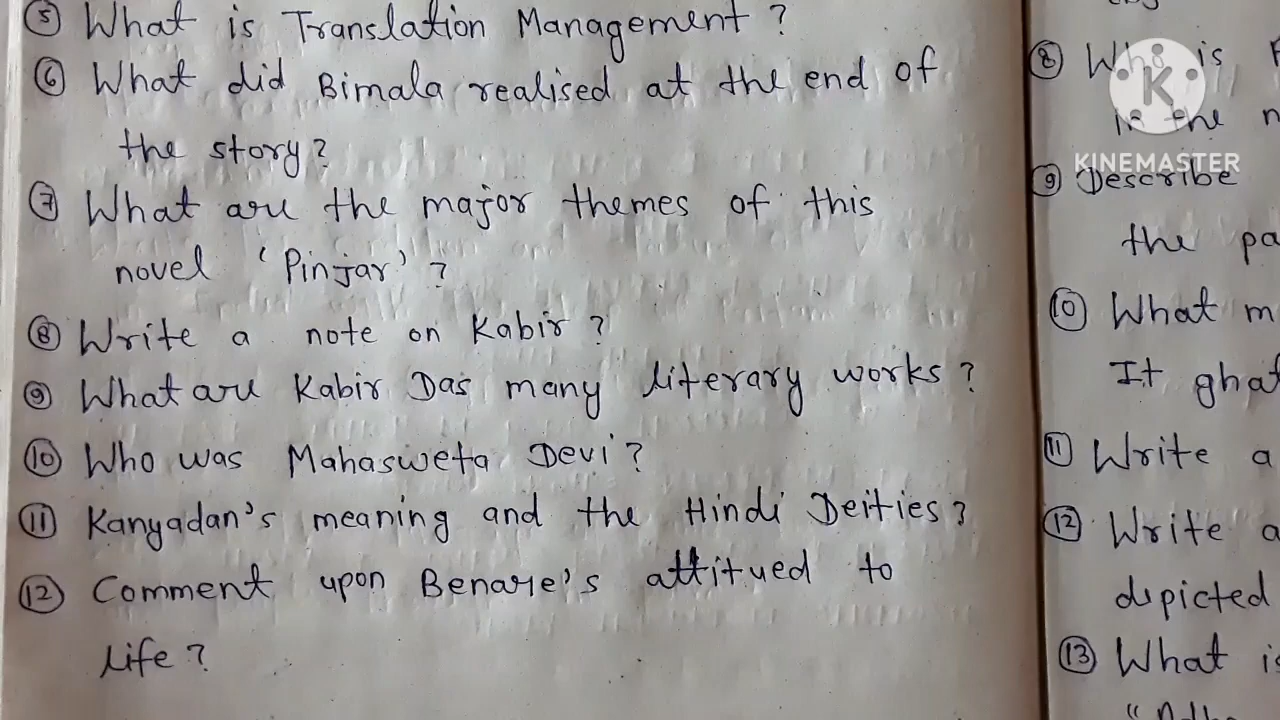 ⑤ What is Translation Management ?
⑥ What did Bimala realised at the end of
the story?
⑦ What are the major themes of this
novel 'Pinjar' ?
⑧ Write a note on Kabir ?
⑨ What are Kabir Das many literary works ?
⑩ Who was Mahasweta Devi ?
⑪ Kanyadan's meaning and the Hindi Deities ?
⑫ Comment upon Benare's attitued to
life ?
⑧ is
in the
⑨ Describe
the
⑩ What
It
⑪ Write a
⑫ Write a
depicted
⑬ What is
K
KINEMASTER